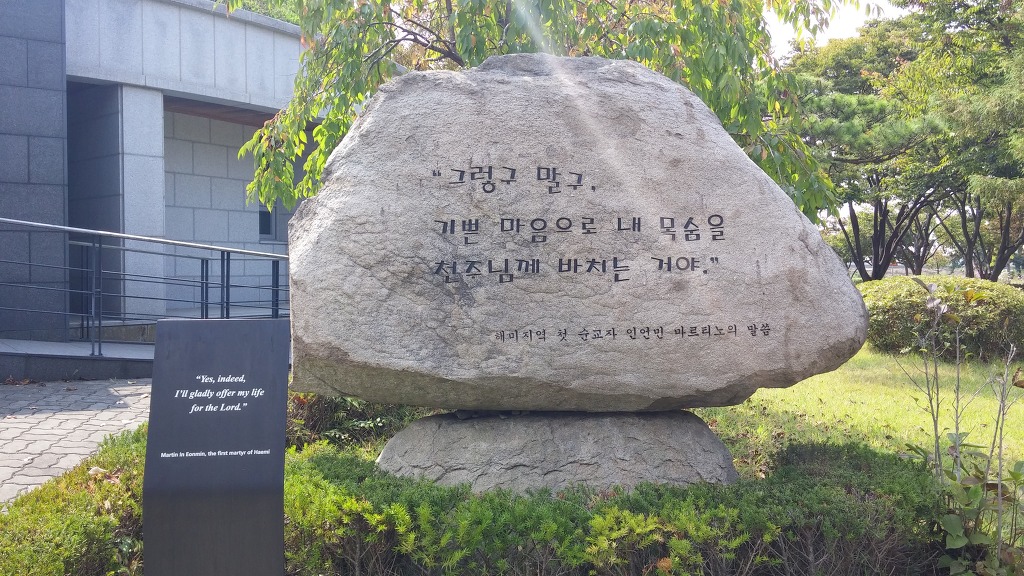 “그렇구 말구,
기쁜 마음으로 내 목숨을
천주님께 바치는 거야.”
해미지역 첫 순교자 인언민 마르티노의 말씀
“Yes, indeed,
I’ll gladly offer my life
for the Lord.”
Martin In Eonmin, the first martyr of Haemi